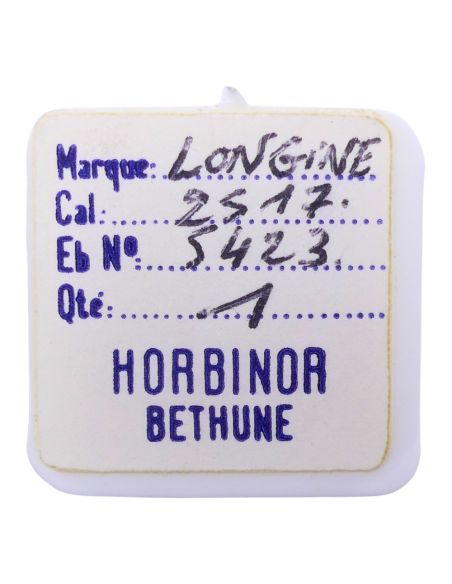 Marque: LONGINE
Cal: 2517.
Eb Nº: 5423.
Qté: 1
HORBINOR
BETHUNE